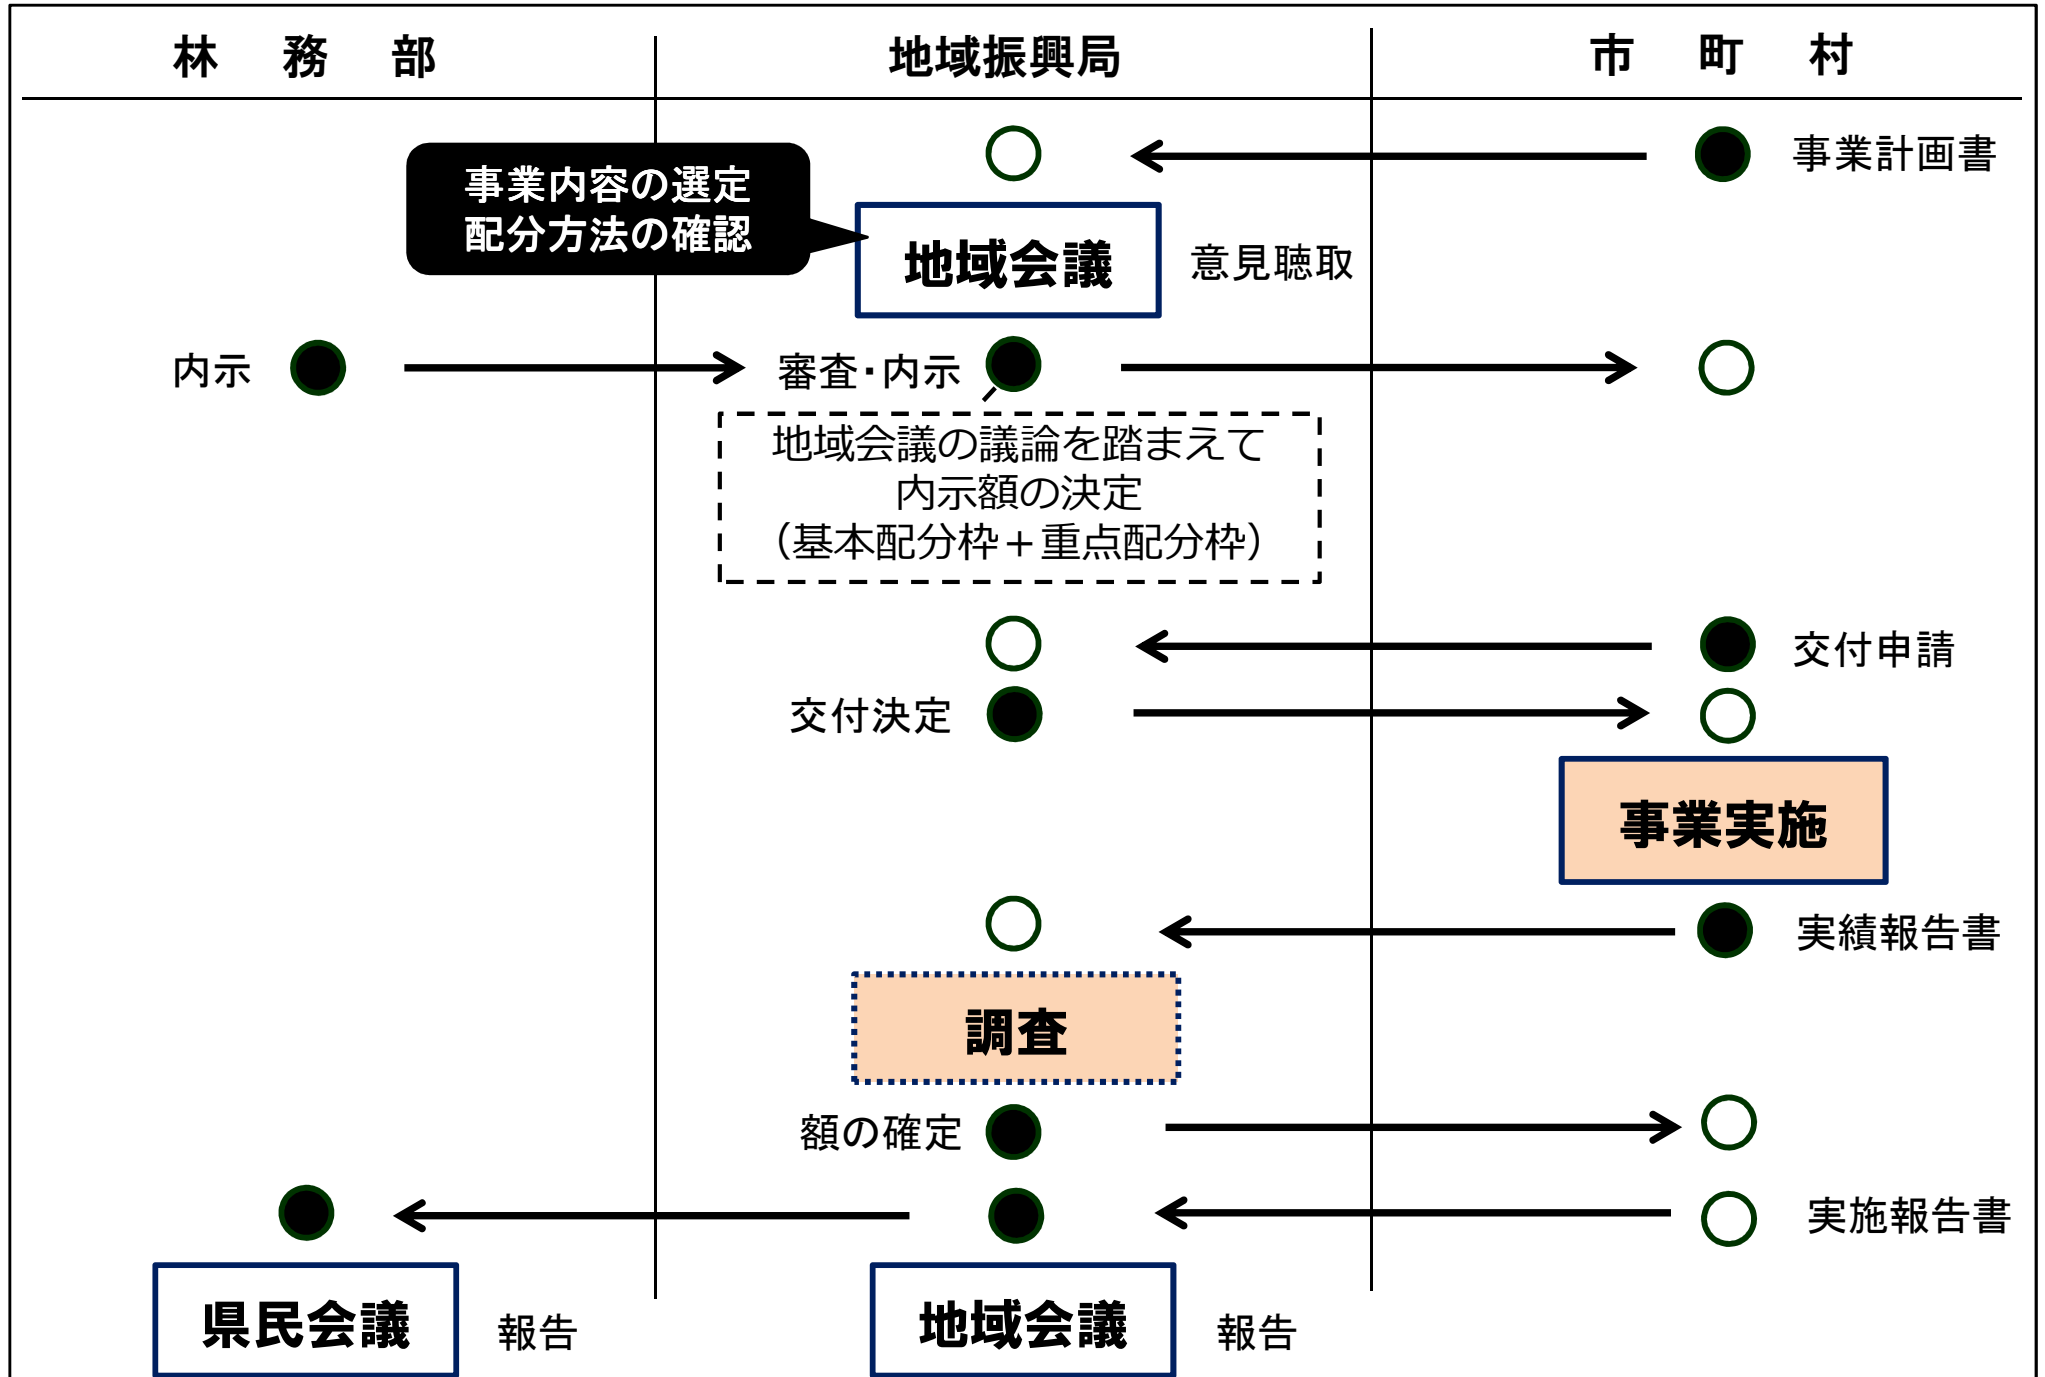 林務部
地域振興局
市町村
事業計画書
事業内容の選定
配分方法の確認
地域会議
意見聴取
内示
審査・内示
地域会議の議論を踏まえて
内示額の決定
（基本配分枠＋重点配分枠）
交付申請
交付決定
事業実施
実績報告書
調査
額の確定
実施報告書
県民会議
報告
地域会議
報告